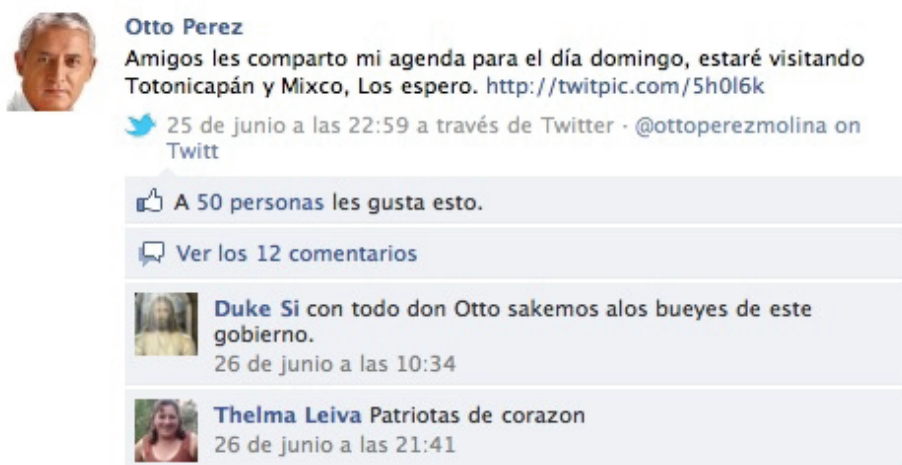 Otto Perez
Amigos les comparto mi agenda para el día domingo, estaré visitando
Totonicapán y Mixco, Los espero. http://twitpic.com/5h0l6k
25 de junio a las 22:59 a través de Twitter · @ottoperezmolina on
Twitt
A 50 personas les gusta esto.
Ver los 12 comentarios
Duke Si con todo don Otto sakemos alos bueyes de este
gobierno.
26 de junio a las 10:34
Thelma Leiva Patriotas de corazon
26 de junio a las 21:41